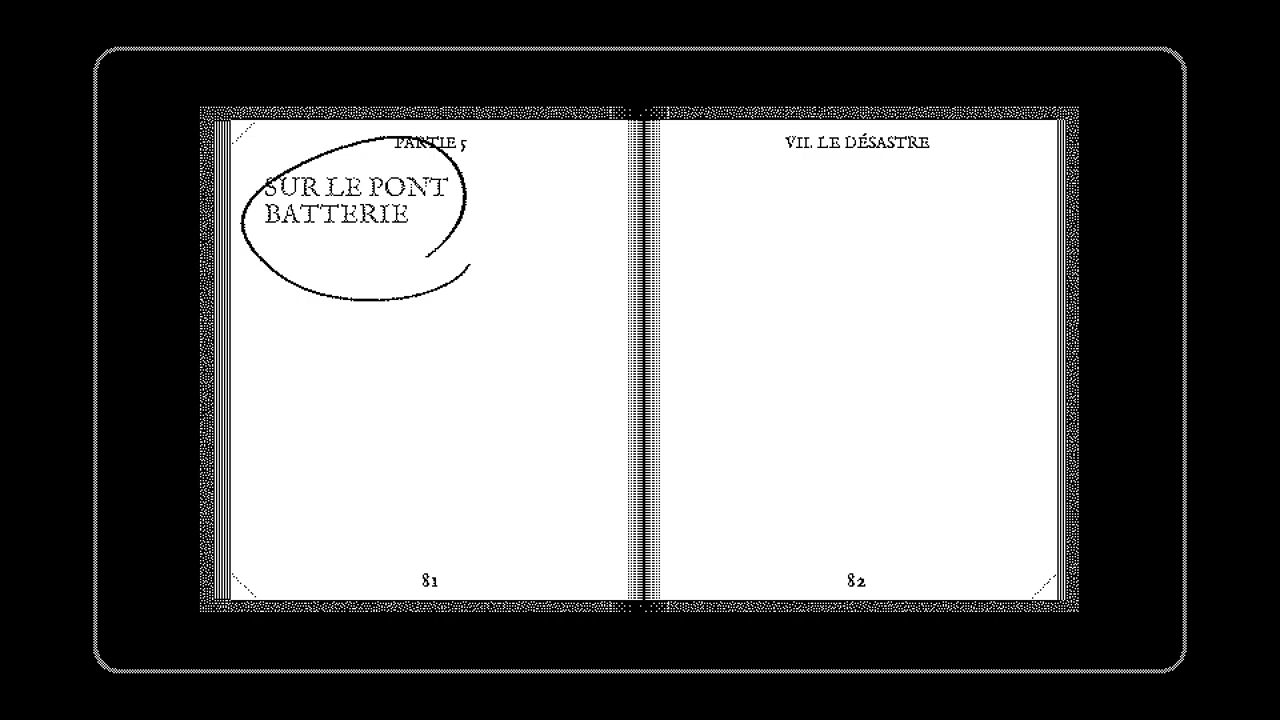 PARTIE 5
SUR LE PONT
BATTERIE
81
VII. LE DÉSASTRE
82